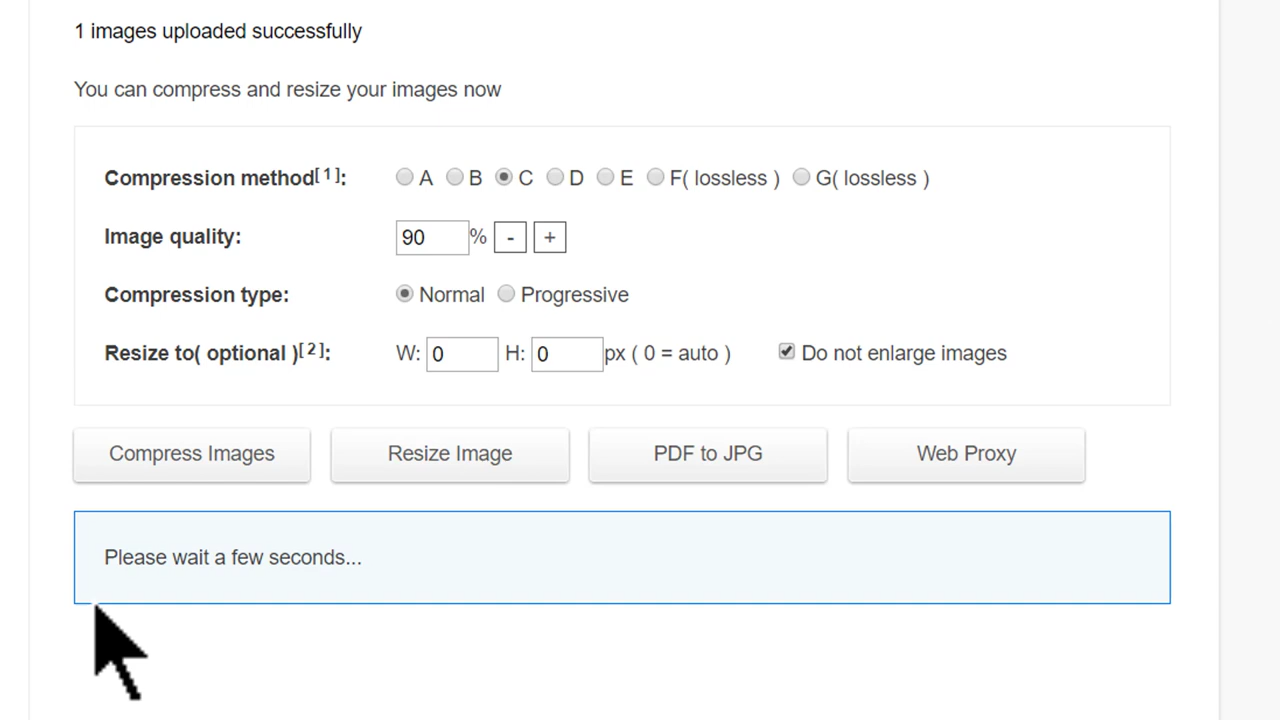 1 images uploaded successfully
You can compress and resize your images now
Compression method[ 1 ]: A B C D E F( lossless ) G( lossless )
Image quality: 90 % - +
Compression type: Normal Progressive
Resize to( optional )[ 2 ]: W: 0 H: 0 px ( 0 = auto ) Do not enlarge images
Compress Images Resize Image PDF to JPG Web Proxy
Please wait a few seconds...